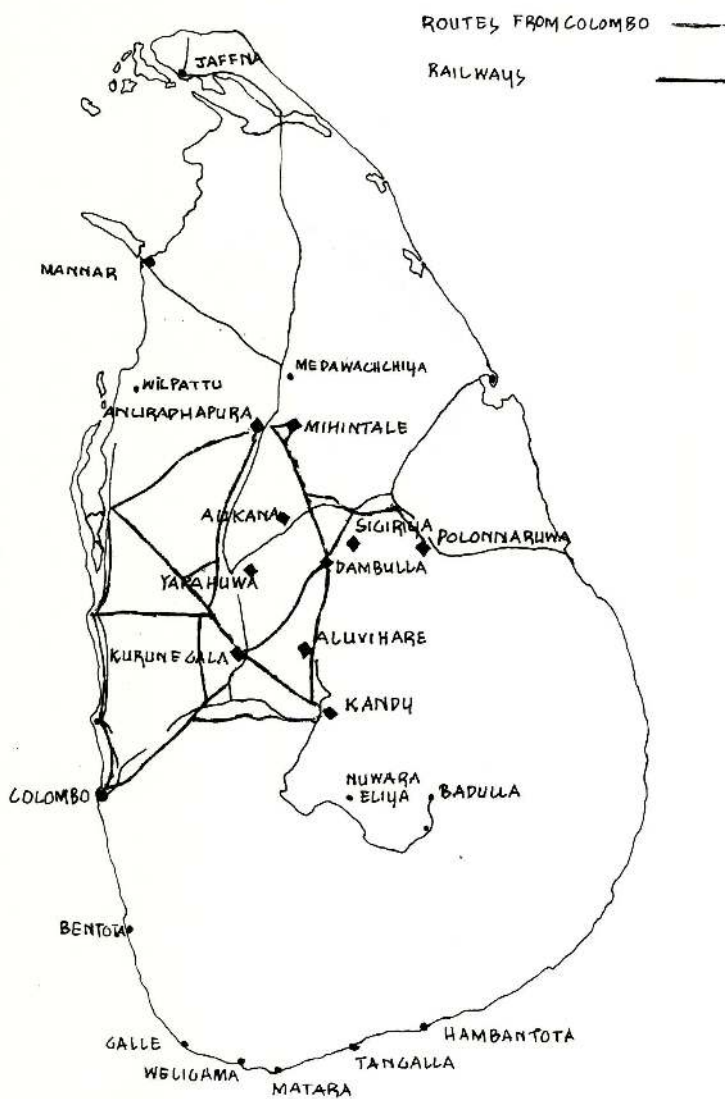 ROUTES FROM COLOMBO
RAILWAYS
JAFFNA
MANNAR
MEDAWACHCHIYA
WILPATTU
ANURADHAPURA
MIHINTALE
AUKANA
SIGIRIYA
POLONNARUWA
YAPAHUWA
DAMBULLA
KURUNEGALA
ALUVIHARE
KANDY
COLOMBO
NUWARA
ELIYA
BADULLA
BENTOTA
GALLE
WELIGAMA
MATARA
TANGALLA
HAMBANTOTA